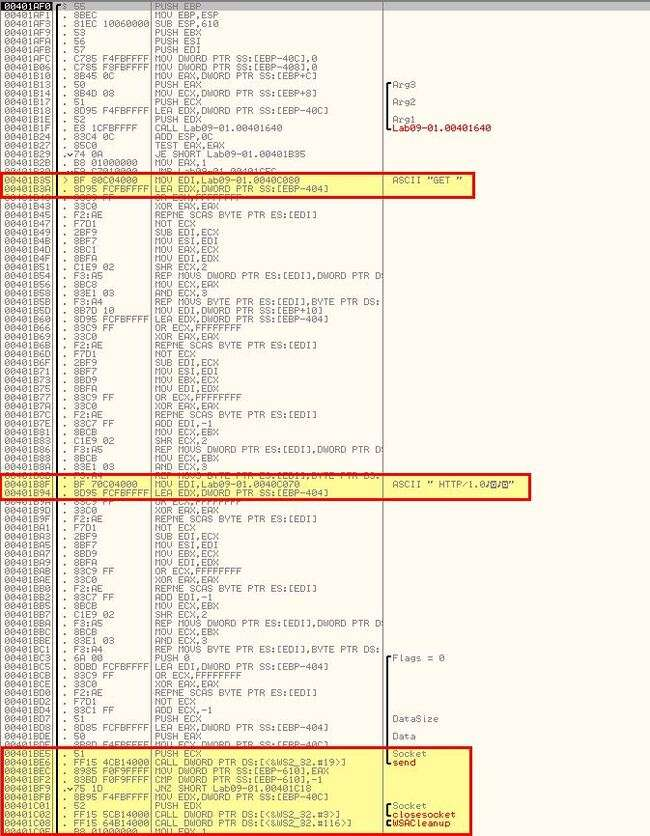 00401AF0 $ 55 PUSH EBP
00401AF1 . 8BEC MOV EBP,ESP
00401AF3 . 81EC 10060000 SUB ESP,610
00401AF9 . 53 PUSH EBX
00401AFA . 56 PUSH ESI
00401AFB . 57 PUSH EDI
00401AFC . C785 F4FBFFFF MOV DWORD PTR SS:[EBP-40C],0
00401B06 . C785 F8FBFFFF MOV DWORD PTR SS:[EBP-408],0
00401B10 . 8B45 0C MOV EAX,DWORD PTR SS:[EBP+C]
00401B13 . 50 PUSH EAX Arg3
00401B14 . 8B4D 08 MOV ECX,DWORD PTR SS:[EBP+8]
00401B17 . 51 PUSH ECX Arg2
00401B18 . 8D95 F4FBFFFF LEA EDX,DWORD PTR SS:[EBP-40C]
00401B1E . 52 PUSH EDX Arg1
00401B1F . E8 1CFBFFFF CALL Lab09-01.00401640 Lab09-01.00401640
00401B24 . 83C4 0C ADD ESP,0C
00401B27 . 85C0 TEST EAX,EAX
00401B29 . 74 0A JE SHORT Lab09-01.00401B35
00401B2B . B8 01000000 MOV EAX,1
00401B35 . BF 80C04000 MOV EDI,Lab09-01.0040C080 ASCII "GET "
00401B3A . 8D95 FCFBFFFF LEA EDX,DWORD PTR SS:[EBP-404]
00401B43 . 33C0 XOR EAX,EAX
00401B45 . F2:AE REPNE SCAS BYTE PTR ES:[EDI]
00401B47 . F7D1 NOT ECX
00401B49 . 2BF9 SUB EDI,ECX
00401B4B . 8BF7 MOV ESI,EDI
00401B4D . 8BC1 MOV EAX,ECX
00401B4F . 8BFA MOV EDI,EDX
00401B51 . C1E9 02 SHR ECX,2
00401B54 . F3:A5 REP MOVS DWORD PTR ES:[EDI],DWORD PTR DS
00401B56 . 8BC8 MOV ECX,EAX
00401B58 . 83E1 03 AND ECX,3
00401B5B . F3:A4 REP MOVS BYTE PTR ES:[EDI],BYTE PTR DS:
00401B5D . 8B7D 10 MOV EDI,DWORD PTR SS:[EBP+10]
00401B60 . 8D95 FCFBFFFF LEA EDX,DWORD PTR SS:[EBP-404]
00401B66 . 83C9 FF OR ECX,FFFFFFFF
00401B69 . 33C0 XOR EAX,EAX
00401B6B . F2:AE REPNE SCAS BYTE PTR ES:[EDI]
00401B6D . F7D1 NOT ECX
00401B6F . 2BF9 SUB EDI,ECX
00401B71 . 8BF7 MOV ESI,EDI
00401B73 . 8BD9 MOV EBX,ECX
00401B75 . 8BFA MOV EDI,EDX
00401B77 . 83C9 FF OR ECX,FFFFFFFF
00401B7A . 33C0 XOR EAX,EAX
00401B7C . F2:AE REPNE SCAS BYTE PTR ES:[EDI]
00401B7E . 83C7 FF ADD EDI,-1
00401B81 . 8BCB MOV ECX,EBX
00401B83 . C1E9 02 SHR ECX,2
00401B86 . F3:A5 REP MOVS DWORD PTR ES:[EDI],DWORD PTR DS
00401B88 . 8BCB MOV ECX,EBX
00401B8A . 83E1 03 AND ECX,3
00401B8F . BF 70C04000 MOV EDI,Lab09-01.0040C070 ASCII " HTTP/1.0♪◙♪◙"
00401B94 . 8D95 FCFBFFFF LEA EDX,DWORD PTR SS:[EBP-404]
00401B9D . 33C0 XOR EAX,EAX
00401B9F . F2:AE REPNE SCAS BYTE PTR ES:[EDI]
00401BA1 . F7D1 NOT ECX
00401BA3 . 2BF9 SUB EDI,ECX
00401BA5 . 8BF7 MOV ESI,EDI
00401BA7 . 8BD9 MOV EBX,ECX
00401BA9 . 8BFA MOV EDI,EDX
00401BAB . 83C9 FF OR ECX,FFFFFFFF
00401BAE . 33C0 XOR EAX,EAX
00401BB0 . F2:AE REPNE SCAS BYTE PTR ES:[EDI]
00401BB2 . 83C7 FF ADD EDI,-1
00401BB5 . 8BCB MOV ECX,EBX
00401BB7 . C1E9 02 SHR ECX,2
00401BBA . F3:A5 REP MOVS DWORD PTR ES:[EDI],DWORD PTR DS
00401BBC . 8BCB MOV ECX,EBX
00401BBE . 83E1 03 AND ECX,3
00401BC1 . F3:A4 REP MOVS BYTE PTR ES:[EDI],BYTE PTR DS:
00401BC3 . 6A 00 PUSH 0 Flags = 0
00401BC5 . 8DBD FCFBFFFF LEA EDI,DWORD PTR SS:[EBP-404]
00401BCB . 83C9 FF OR ECX,FFFFFFFF
00401BCE . 33C0 XOR EAX,EAX
00401BD0 . F2:AE REPNE SCAS BYTE PTR ES:[EDI]
00401BD2 . F7D1 NOT ECX
00401BD4 . 83C1 FF ADD ECX,-1
00401BD7 . 51 PUSH ECX DataSize
00401BD8 . 8D85 FCFBFFFF LEA EAX,DWORD PTR SS:[EBP-404]
00401BDE . 50 PUSH EAX Data
00401BE5 . 51 PUSH ECX Socket
00401BE6 . FF15 4CB14000 CALL DWORD PTR DS:[<&WS2_32.#19>] send
00401BEC . 8985 F0F9FFFF MOV DWORD PTR SS:[EBP-610],EAX
00401BF2 . 83BD F0F9FFFF CMP DWORD PTR SS:[EBP-610],-1
00401BF9 . 75 1D JNZ SHORT Lab09-01.00401C18
00401BFB . 8B95 F4FBFFFF MOV EDX,DWORD PTR SS:[EBP-40C]
00401C01 . 52 PUSH EDX Socket
00401C02 . FF15 5CB14000 CALL DWORD PTR DS:[<&WS2_32.#3>] closesocket
00401C08 . FF15 64B14000 CALL DWORD PTR DS:[<&WS2_32.#116>] WSACleanup